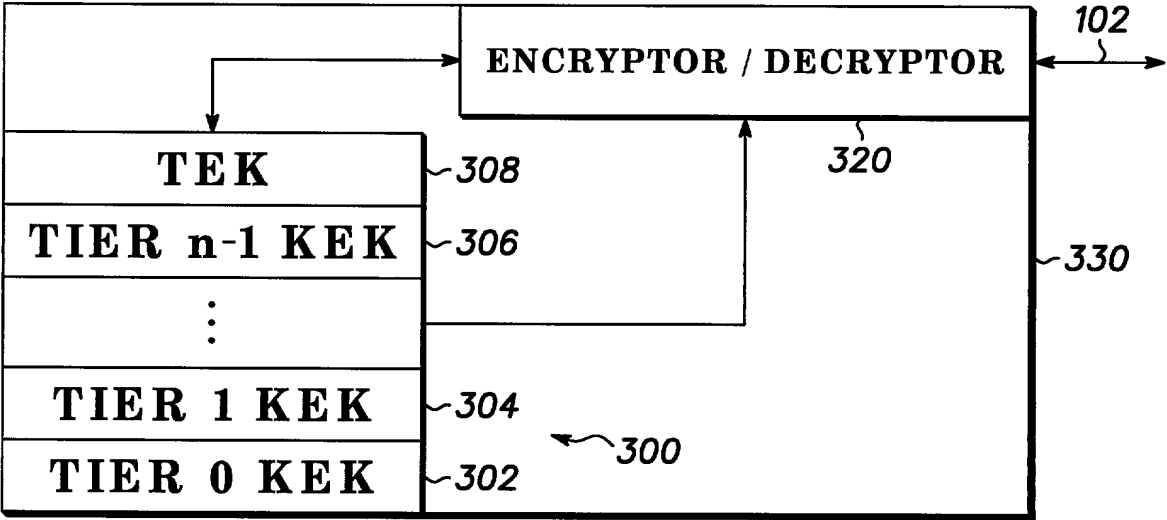 102
ENCRYPTOR / DECRYPTOR
320
TEK
308
TIER n-1 KEK
306
330
⋮
TIER 1 KEK
304
300
TIER 0 KEK
302